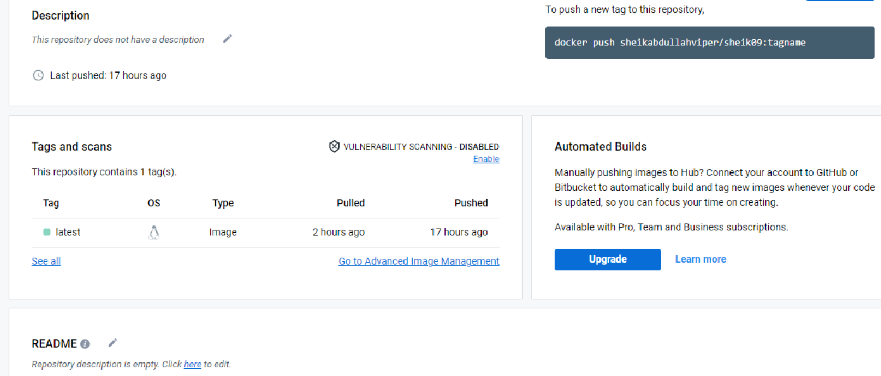 Description
This repository does not have a description
Last pushed: 17 hours ago
To push a new tag to this repository,
docker push sheikabdullahviper/sheik09:tagname
Tags and scans
VULNERABILITY SCANNING - DISABLED
Enable
This repository contains 1 tag(s).
Tag OS Type Pulled Pushed
latest Image 2 hours ago 17 hours ago
See all Go to Advanced Image Management
Automated Builds
Manually pushing images to Hub? Connect your account to GitHub or
Bitbucket to automatically build and tag new images whenever your code
is updated, so you can focus your time on creating.
Available with Pro, Team and Business subscriptions.
Upgrade Learn more
README
Repository description is empty. Click here to edit.